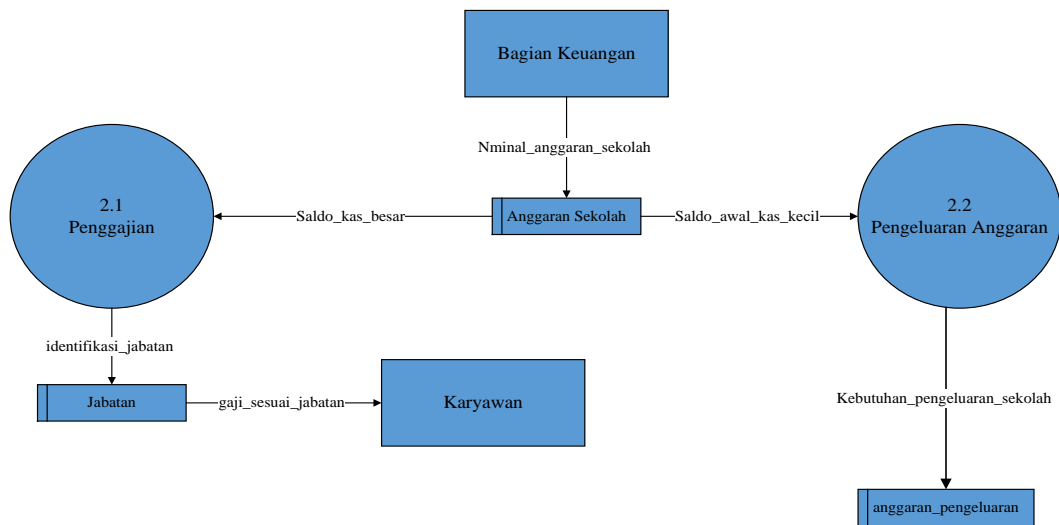 Bagian Keuangan
Nminal_anggaran_sekolah
2.1
Penggajian
Saldo_kas_besar
Anggaran Sekolah
Saldo_awal_kas_kecil
2.2
Pengeluaran Anggaran
identifikasi_jabatan
Jabatan
gaji_sesuai_jabatan
Karyawan
Kebutuhan_pengeluaran_sekolah
anggaran_pengeluaran